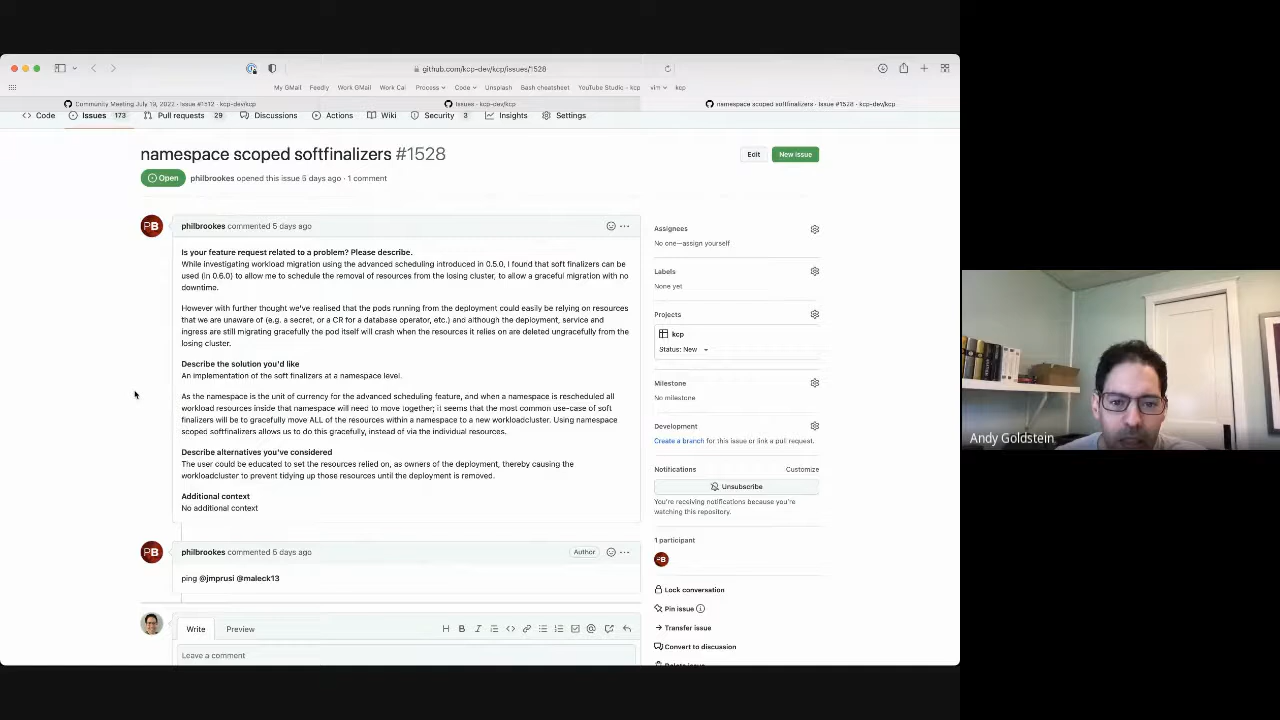 github.com/kcp-dev/kcp/issues/1528
My GMail Feedly Work GMail Work Cal Process Code Unsplash Bash cheatsheet YouTube Studio - kcp vim kcp
Community Meeting July 19, 2022 · Issue #1512 · kcp-dev/kcp
Issues · kcp-dev/kcp
namespace scoped softfinalizers · Issue #1528 · kcp-dev/kcp
Code Issues 173 Pull requests 29 Discussions Actions Wiki Security 3 Insights Settings
namespace scoped softfinalizers #1528
Edit New issue
Open philbrookes opened this issue 5 days ago · 1 comment
PB philbrookes commented 5 days ago
Is your feature request related to a problem? Please describe.
While investigating workload migration using the advanced scheduling introduced in 0.5.0, I found that soft finalizers can be
used (in 0.6.0) to allow me to schedule the removal of resources from the losing cluster, to allow a graceful migration with no
downtime.
However with further thought we've realised that the pods running from the deployment could easily be relying on resources
that we are unaware of (e.g. a secret, or a CR for a database operator, etc.) and although the deployment, service and
ingress are still migrating gracefully the pod itself will crash when the resources it relies on are deleted ungracefully from the
losing cluster.
Describe the solution you'd like
An implementation of the soft finalizers at a namespace level.
As the namespace is the unit of currency for the advanced scheduling feature, and when a namespace is rescheduled all
workload resources inside that namespace will need to move together; it seems that the most common use-case of soft
finalizers will be to gracefully move ALL of the resources within a namespace to a new workloadcluster. Using namespace
scoped softfinalizers allows us to do this gracefully, instead of via the individual resources.
Describe alternatives you've considered
The user could be educated to set the resources relied on, as owners of the deployment, thereby causing the
workloadcluster to prevent tidying up those resources until the deployment is removed.
Additional context
No additional context
PB philbrookes commented 5 days ago Author
ping @jmprusi @maleck13
Write Preview
Leave a comment
Assignees
No one—assign yourself
Labels
None yet
Projects
kcp
Status: New
Milestone
No milestone
Development
Create a branch for this issue or link a pull request.
Notifications Customize
Unsubscribe
You're receiving notifications because you're
watching this repository.
1 participant
PB
Lock conversation
Pin issue
Transfer issue
Convert to discussion
Delete issue
Andy Goldstein